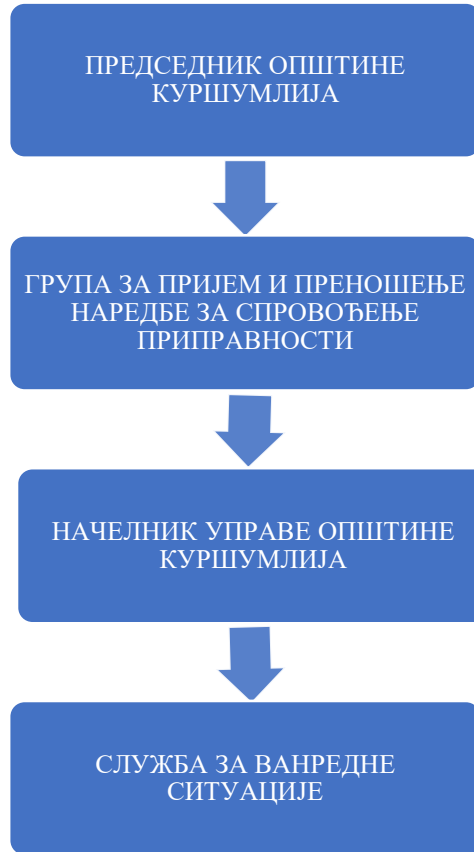 ПРЕДСЕДНИК ОПШТИНЕ
КУРШУМЛИЈА
ГРУПА ЗА ПРИЈЕМ И ПРЕНОШЕЊЕ
НАРЕДБЕ ЗА СПРОВОЂЕЊЕ
ПРИПРАВНОСТИ
НАЧЕЛНИК УПРАВЕ ОПШТИНЕ
КУРШУМЛИЈА
СЛУЖБА ЗА ВАНРЕДНЕ
СИТУАЦИЈЕ